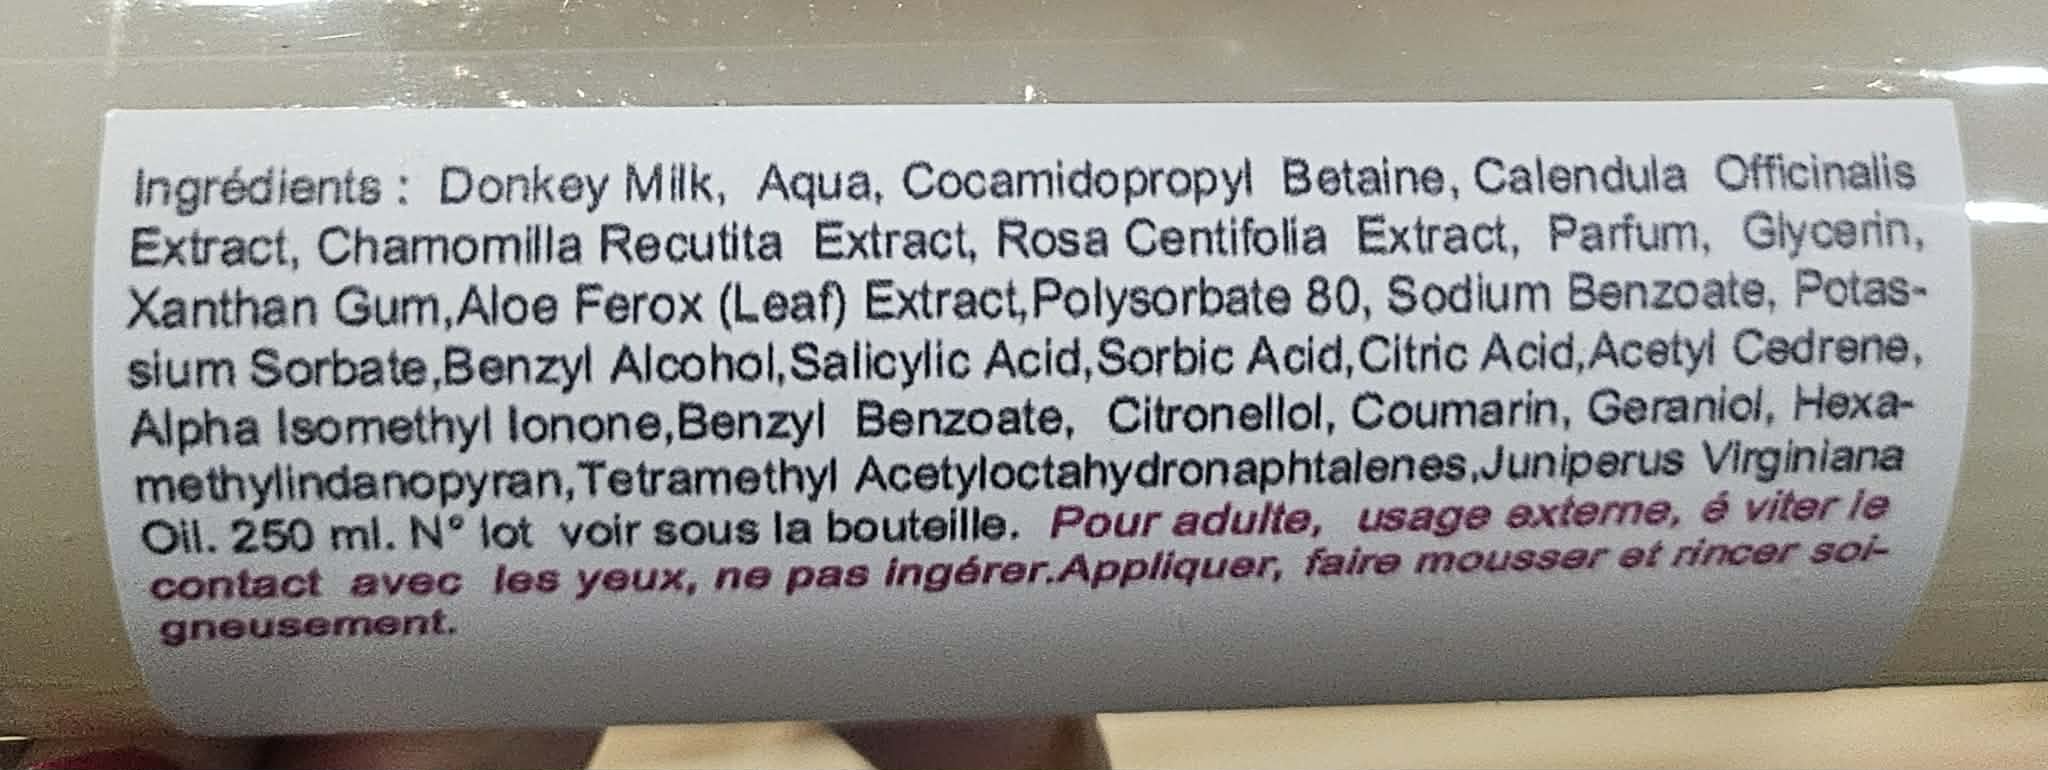 Ingrédients : Donkey Milk, Aqua, Cocamidopropyl Betaine, Calendula Officinalis
Extract, Chamomilla Recutita Extract, Rosa Centifolia Extract, Parfum, Glycerin,
Xanthan Gum,Aloe Ferox (Leaf) Extract,Polysorbate 80, Sodium Benzoate, Potas-
sium Sorbate,Benzyl Alcohol,Salicylic Acid,Sorbic Acid,Citric Acid,Acetyl Cedrene,
Alpha Isomethyl Ionone,Benzyl Benzoate, Citronellol, Coumarin, Geraniol, Hexa-
methylindanopyran,Tetramethyl Acetyloctahydronaphtalenes,Juniperus Virginiana
Oil. 250 ml. N° lot voir sous la bouteille. Pour adulte, usage externe, é viter le
contact avec les yeux, ne pas ingérer.Appliquer, faire mousser et rincer soi-
gneusement.